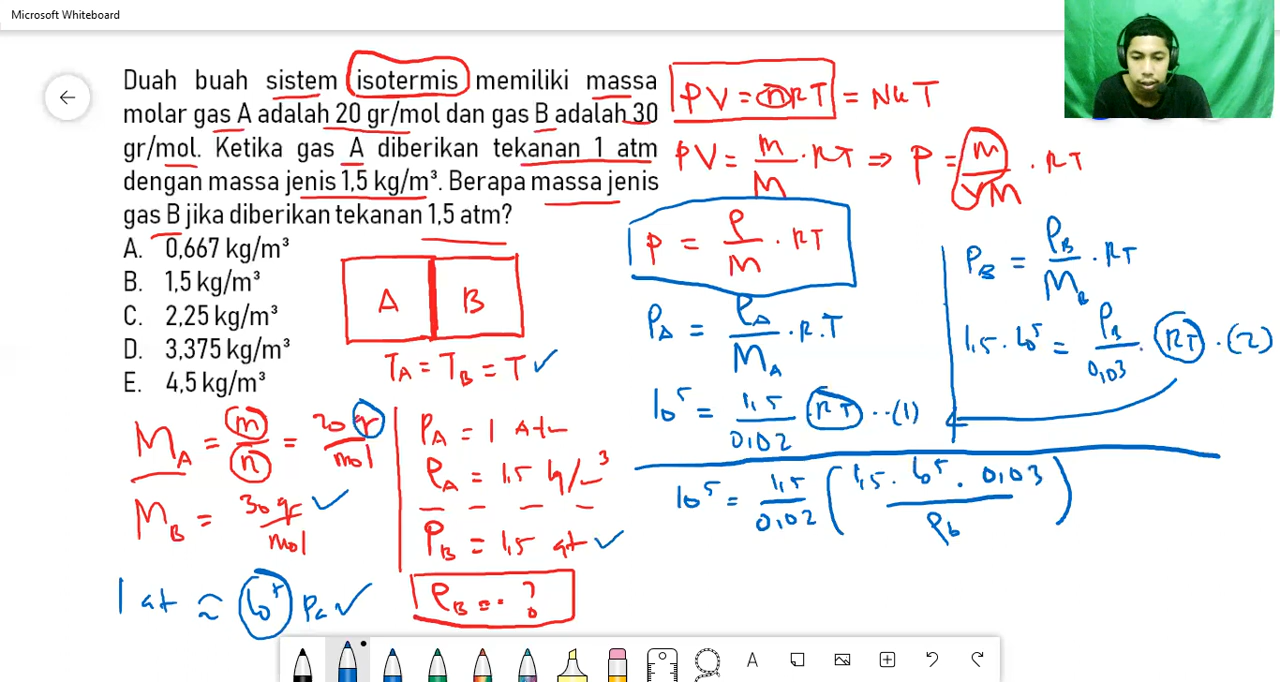 Microsoft Whiteboard
Duah buah sistem isotermis memiliki massa
molar gas A adalah 20 gr/mol dan gas B adalah 30
gr/mol. Ketika gas A diberikan tekanan 1 atm
dengan massa jenis 1,5 kg/m³. Berapa massa jenis
gas B jika diberikan tekanan 1,5 atm?
A. 0,667 kg/m³
B. 1,5 kg/m³
C. 2,25 kg/m³
D. 3,375 kg/m³
E. 4,5 kg/m³
A B
T_A = T_B = T ✓
M_A = m/n = 20 gr/mol
M_B = 30 gr/mol ✓
1 at ≈ 10⁵ Pa ✓
P_A = 1 Atm
ρ_A = 1,5 kg/m³
P_B = 1,5 at ✓
ρ_B = ?
PV = nRT = NkT
PV = m/M · RT ⇒ P = m/VM · RT
P = ρ/M · RT
P_A = ρ_A/M_A · R.T
10⁵ = 1,5/0,02 RT ··(1)
P_B = ρ_B/M_B · RT
1,5 · 10⁵ = ρ_B/0,03 · RT ·(2)
10⁵ = 1,5/0,02 (1,5 · 10⁵ · 0,03/ρ_b)
A